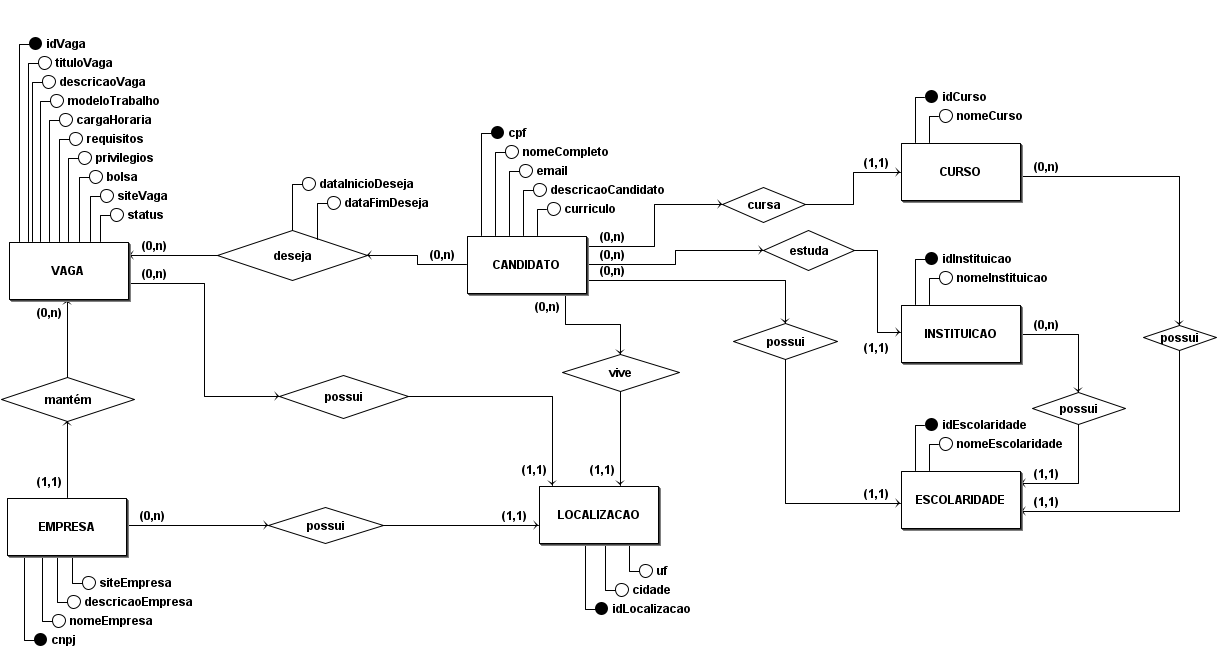 idVaga
tituloVaga
descricaoVaga
modeloTrabalho
cargaHoraria
requisitos
privilegios
bolsa
siteVaga
status
VAGA
(0,n)
(0,n)
(0,n)
dataInicioDeseja
dataFimDeseja
deseja
(0,n)
cpf
nomeCompleto
email
descricaoCandidato
curriculo
CANDIDATO
(0,n)
(0,n)
(0,n)
(0,n)
cursa
(1,1)
idCurso
nomeCurso
CURSO
(0,n)
estuda
(1,1)
idInstituicao
nomeInstituicao
INSTITUICAO
(0,n)
possui
possui
possui
vive
mantém
possui
(1,1)
(1,1)
(1,1)
idEscolaridade
nomeEscolaridade
ESCOLARIDADE
(1,1)
(1,1)
(1,1)
EMPRESA
(0,n)
possui
(1,1)
LOCALIZACAO
siteEmpresa
descricaoEmpresa
nomeEmpresa
cnpj
uf
cidade
idLocalizacao